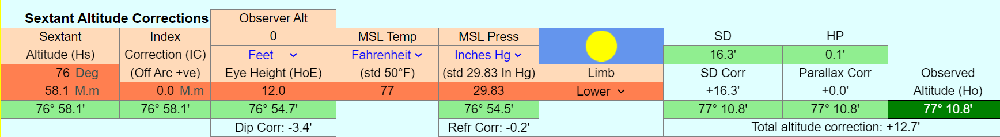 Sextant Altitude Corrections Observer Alt
Sextant Index 0 MSL Temp MSL Press SD HP
Altitude (Hs) Correction (IC) Feet Fahrenheit Inches Hg 16.3' 0.1'
76 Deg (Off Arc +ve) Eye Height (HoE) (std 50°F) (std 29.83 In Hg) Limb SD Corr Parallax Corr Observed
58.1 M.m 0.0 M.m 12.0 77 29.83 Lower +16.3' +0.0' Altitude (Ho)
76° 58.1' 76° 58.1' 76° 54.7' 76° 54.5' 77° 10.8' 77° 10.8' 77° 10.8'
Dip Corr: -3.4' Refr Corr: -0.2' Total altitude correction: +12.7'